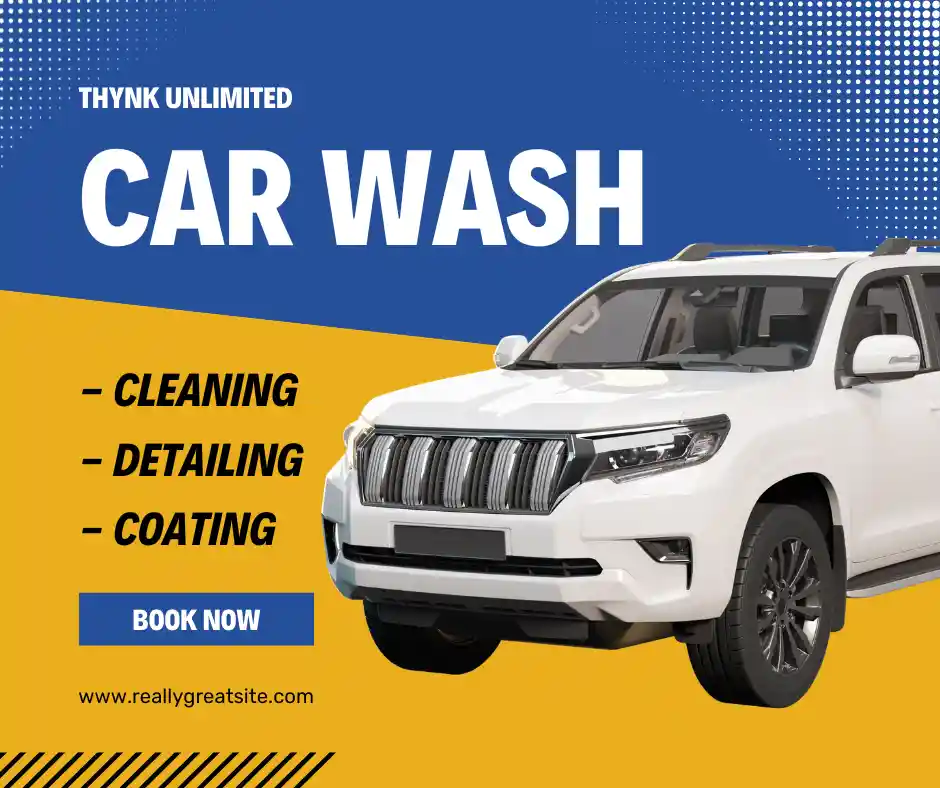 THYNK UNLIMITED
CAR WASH
– CLEANING
– DETAILING
– COATING
BOOK NOW
www.reallygreatsite.com